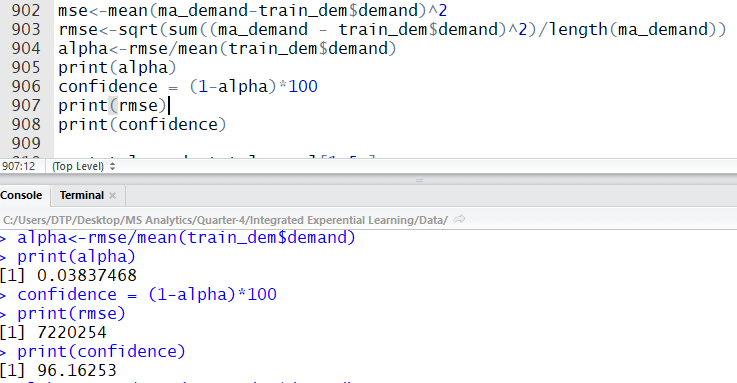 902 mse<-mean(ma_demand-train_dem$demand)^2
903 rmse<-sqrt(sum((ma_demand - train_dem$demand)^2)/length(ma_demand))
904 alpha<-rmse/mean(train_dem$demand)
905 print(alpha)
906 confidence = (1-alpha)*100
907 print(rmse)
908 print(confidence)
909
907:12 (Top Level)
Console Terminal ×
C:/Users/DTP/Desktop/MS Analytics/Quarter-4/Integrated Experential Learning/Data/
> alpha<-rmse/mean(train_dem$demand)
> print(alpha)
[1] 0.03837468
> confidence = (1-alpha)*100
> print(rmse)
[1] 7220254
> print(confidence)
[1] 96.16253